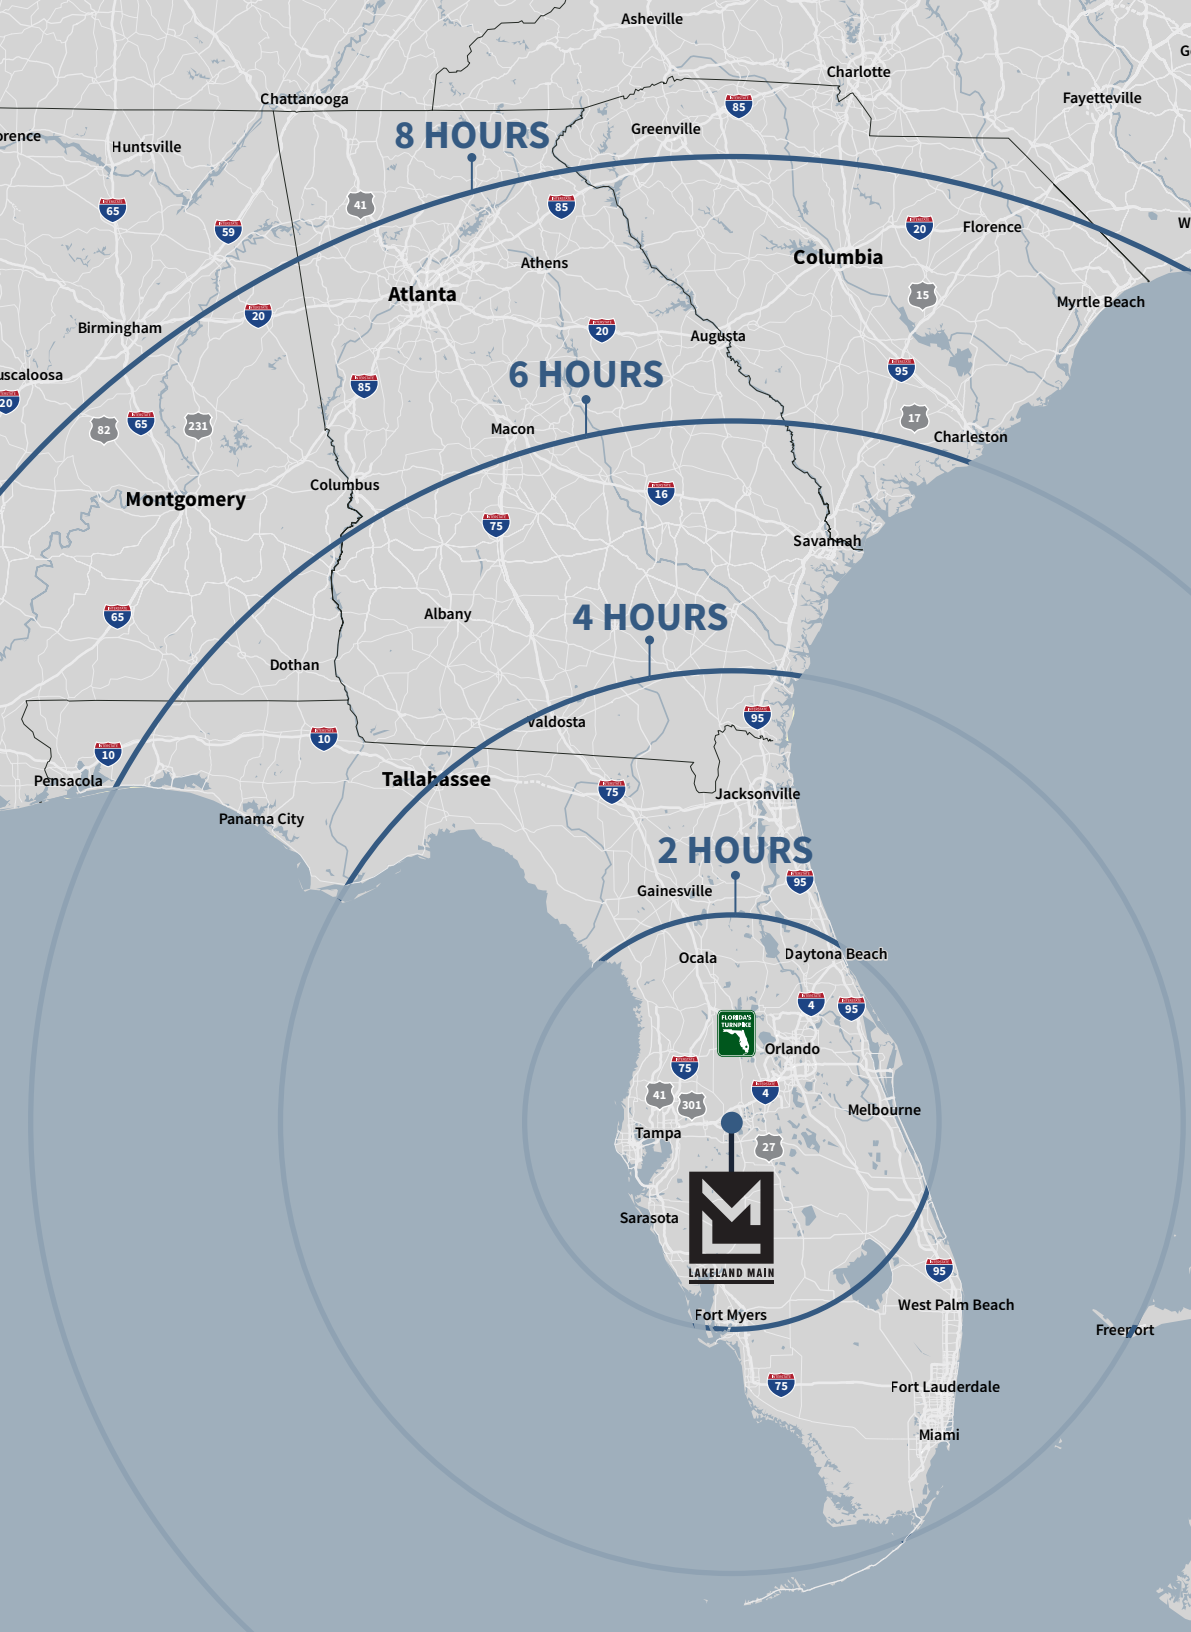 Asheville
G
Charlotte
Chattanooga
Fayetteville
85
8 HOURS
Greenville
orence
Huntsville
41
85
65
59
20
Florence
W
Columbia
Athens
Atlanta
15
Myrtle Beach
20
Birmingham
20
Augusta
uscaloosa
6 HOURS
95
85
20
82
65
231
17
Macon
Charleston
Columbus
Montgomery
16
75
Savannah
65
Albany
4 HOURS
Dothan
Valdosta
95
10
10
Pensacola
Tallahassee
75
Jacksonville
Panama City
2 HOURS
95
Gainesville
Ocala
Daytona Beach
4
95
FLORIDA'S
TURNPIKE
Orlando
75
41
301
4
Melbourne
Tampa
27
Sarasota
LAKELAND MAIN
95
West Palm Beach
Fort Myers
Freeport
75
Fort Lauderdale
Miami